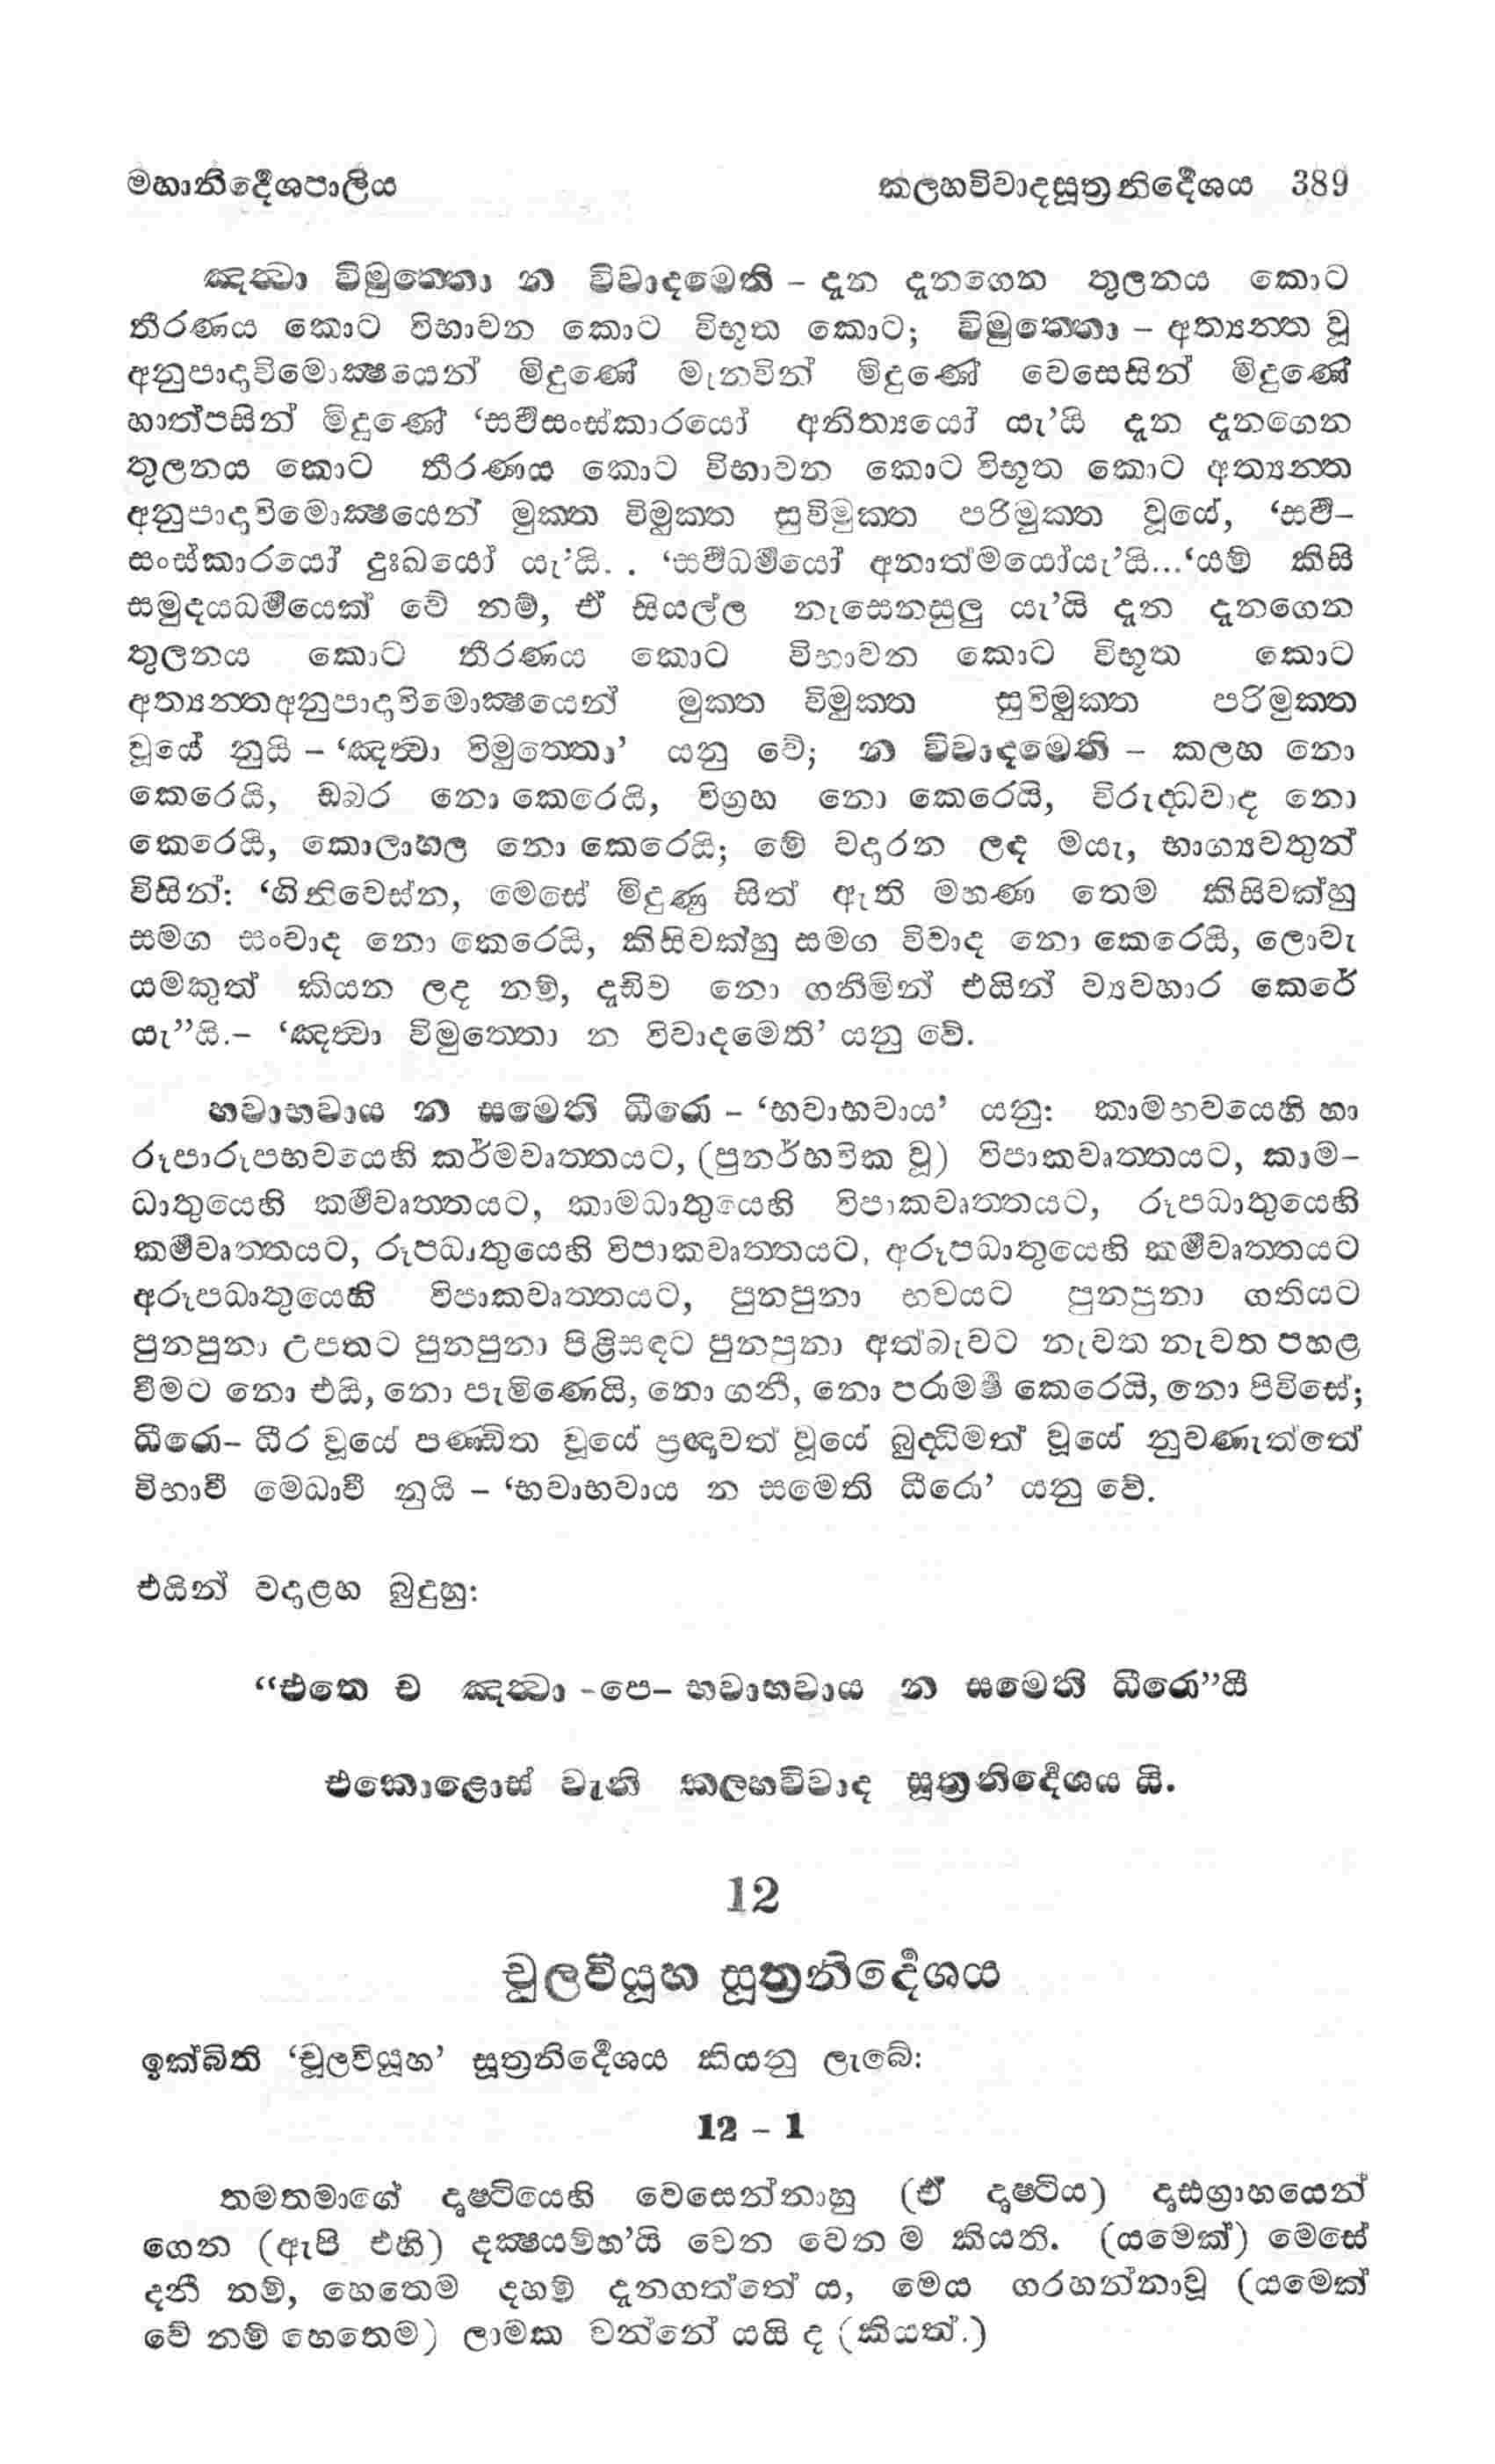 මහානිර්දේශපාලිය කලහවිවාදසූත්‍රනිර්දේශය 389
ඤත්‍වා විමුත්තො න විවාදමෙති – දැන දැනගෙන තුලනය කොට
තීරණය කොට විභාවන කොට විභූත කොට; විමුත්තො – අත්‍යන්ත වූ
අනුපාදාවිමොක්‍ෂයෙන් මිදුණේ මැනවින් මිදුණේ වෙසෙසින් මිදුණේ
හාත්පසින් මිදුණේ ‘සර්‍වසංස්කාරයෝ අනිත්‍යයෝ යැ’යි දැන දැනගෙන
තුලනය කොට තීරණය කොට විභාවන කොට විභූත කොට අත්‍යන්ත
අනුපාදාවිමොක්‍ෂයෙන් මුක්ත විමුක්ත සුවිමුක්ත පරිමුක්ත වූයේ, ‘සර්‍ව–
සංස්කාරයෝ දුඃඛයෝ යැ’යි. . ‘සර්‍වධර්‍මයෝ අනාත්මයෝයැ’යි...‘යම් කිසි
සමුදයධර්‍මයෙක් වේ නම්, ඒ සියල්ල නැසෙනසුලු යැ’යි දැන දැනගෙන
තුලනය කොට තීරණය කොට විභාවන කොට විභූත කොට
අත්‍යන්තඅනුපාදාවිමොක්‍ෂයෙන් මුක්ත විමුක්ත සුවිමුක්ත පරිමුක්ත
වූයේ නුයි – ‘ඤත්‍වා විමුත්තො’ යනු වේ; න විවාදමෙති – කලහ නො
කෙරෙයි, ඩබර නො කෙරෙයි, විග්‍රහ නො කෙරෙයි, විරුද්ධවාද නො
කෙරෙයි, කොලාහල නො කෙරෙයි; මේ වදාරන ලද මයැ, භාග්‍යවතුන්
විසින්: ‘ගිනිවෙස්න, මෙසේ මිදුණු සිත් ඇති මහණ තෙම කිසිවක්හු
සමග සංවාද නො කෙරෙයි, කිසිවක්හු සමග විවාද නො කෙරෙයි, ලොවැ
යමකුත් කියන ලද නම්, දැඩිව නො ගනිමින් එයින් ව්‍යවහාර කෙරේ
යැ”යි.– ‘ඤත්‍වා විමුත්තො න විවාදමෙති’ යනු වේ.
භවාභවාය න සමෙති ධීරො – ‘භවාභවාය’ යනු: කාමභවයෙහි හා
රූපාරූපභවයෙහි කර්මවෘත්තයට, (පුනර්භවික වූ) විපාකවෘත්තයට, කාම–
ධාතුයෙහි කර්‍මවෘත්තයට, කාමධාතුයෙහි විපාකවෘත්තයට, රූපධාතුයෙහි
කර්‍මවෘත්තයට, රූපධාතුයෙහි විපාකවෘත්තයට, අරූපධාතුයෙහි කර්‍මවෘත්තයට
අරූපධාතුයෙහි විපාකවෘත්තයට, පුනපුනා භවයට පුනපුනා ගතියට
පුනපුනා උපතට පුනපුනා පිළිසඳට පුනපුනා අත්බැවට නැවත නැවත පහළ
වීමට නො එයි, නො පැමිණෙයි, නො ගනී, නො පරාමර්‍ශ කෙරෙයි, නො පිවිසේ;
ධීරො– ධීර වූයේ පණ්ඩිත වූයේ ප්‍රඥාවත් වූයේ බුද්ධිමත් වූයේ නුවණැත්තේ
විභාවී මෙධාවී නුයි – ‘භවාභවාය න සමෙති ධීරො’ යනු වේ.
එයින් වදාළහ බුදුහු:
“එතෙ ච ඤත්‍වා -පෙ– භවාභවාය න සමෙති ධීරො”යී
එකොළොස් වැනි කලහවිවාද සූත්‍රනිර්දේශය යි.
12
චූලවියූහ සූත්‍රනිර්දේශය
ඉක්බිති ‘චූලවියූහ’ සූත්‍රනිර්දේශය කියනු ලැබේ:
12 – 1
තමතමාගේ දෘෂ්ටියෙහි වෙසෙන්නාහු (ඒ දෘෂ්ටිය) දෘඪග්‍රාහයෙන්
ගෙන (ඇපි එහි) දක්‍ෂයම්හ’යි වෙන වෙන ම කියති. (යමෙක්) මෙසේ
දනී නම්, හෙතෙම දහම් දැනගත්තේ ය, මෙය ගරහන්නාවූ (යමෙක්
වේ නම් හෙතෙම) ලාමක වන්නේ යයි ද (කියත්.)